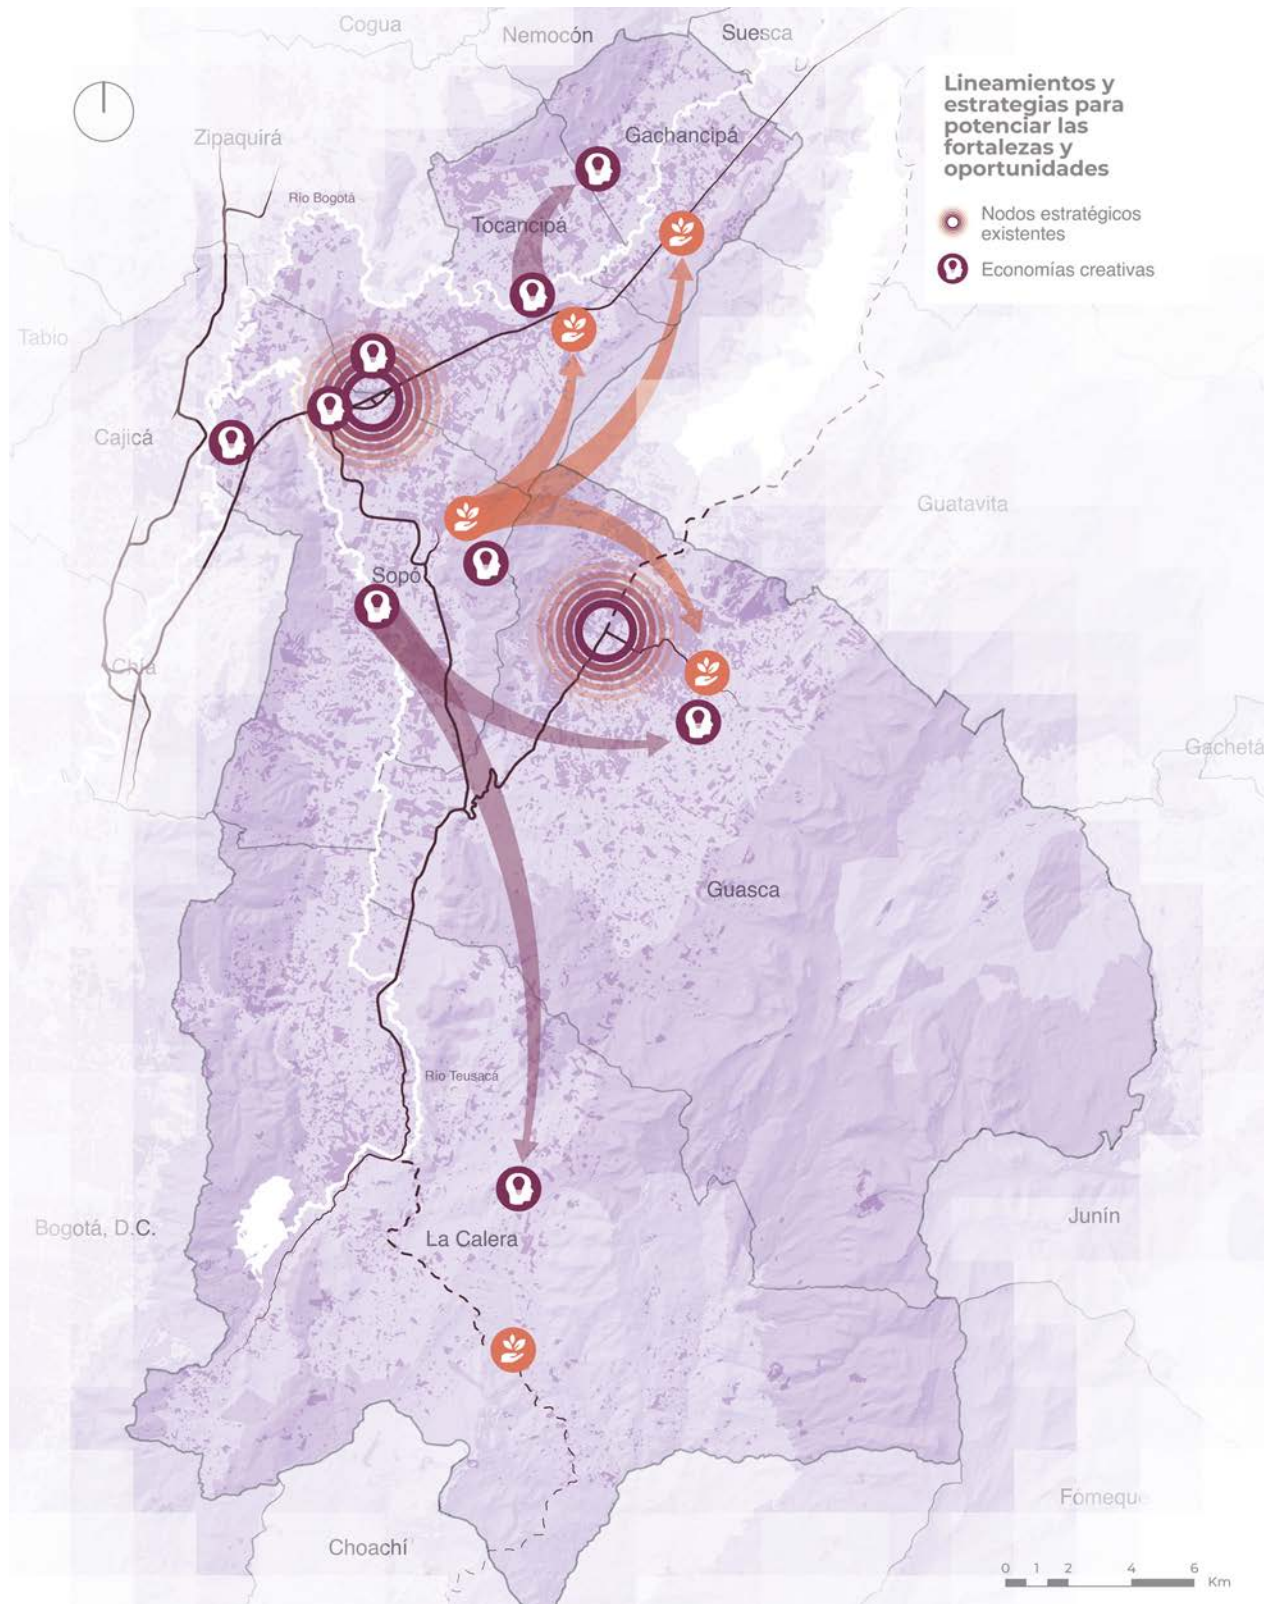 Cogua
Nemocón
Suesca
Lineamientos y
estrategias para
potenciar las
fortalezas y
oportunidades
Nodos estratégicos
existentes
Economías creativas
Zipaquirá
Gachancipá
Río Bogotá
Tocancipá
Tabio
Cajicá
Guatavita
Sopó
Chía
Gachetá
Guasca
Río Teusacá
Bogotá, D.C.
La Calera
Junín
Fómeque
Choachí
0 1 2 4 6
Km